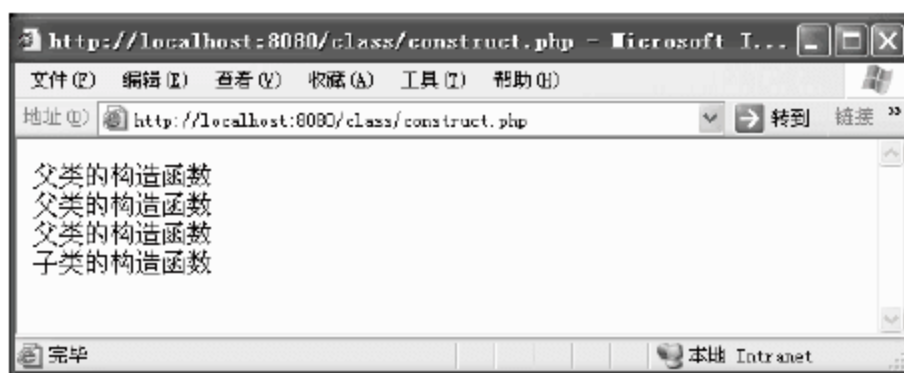 http://localhost:8080/class/construct.php - Microsoft I...
文件(F) 编辑(E) 查看(V) 收藏(A) 工具(T) 帮助(H)
地址(D) http://localhost:8080/class/construct.php 转到 链接 »
父类的构造函数
父类的构造函数
父类的构造函数
子类的构造函数
完毕 本地 Intranet